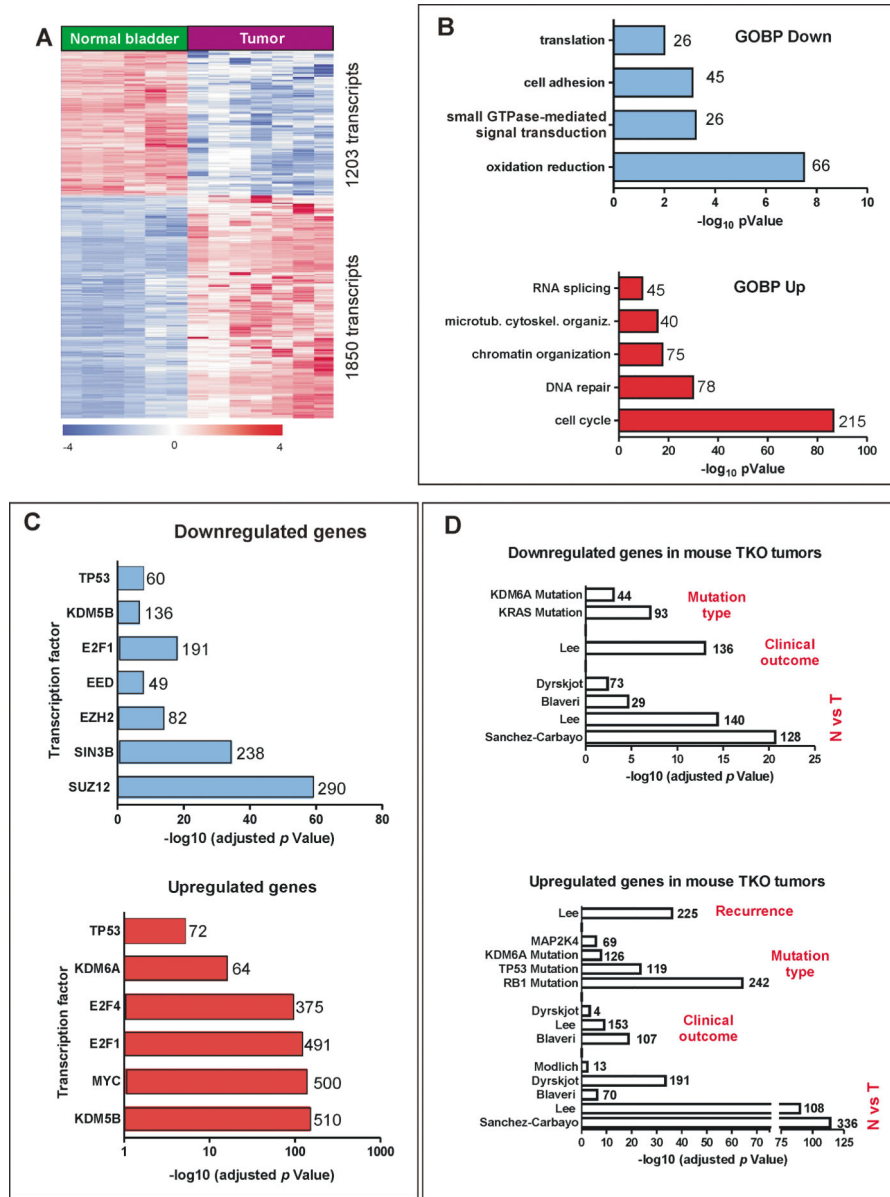 A
Normal bladder Tumor
1203 transcripts
1850 transcripts
-4 0 4
B
GOBP Down
translation 26
cell adhesion 45
small GTPase-mediated
signal transduction 26
oxidation reduction 66
0 2 4 6 8 10
-log10 pValue
GOBP Up
RNA splicing 45
microtub. cytoskel. organiz. 40
chromatin organization 75
DNA repair 78
cell cycle 215
0 20 40 60 80 100
-log10 pValue
C
Downregulated genes
Transcription factor
TP53 60
KDM5B 136
E2F1 191
EED 49
EZH2 82
SIN3B 238
SUZ12 290
0 20 40 60 80
-log10 (adjusted p Value)
Upregulated genes
Transcription factor
TP53 72
KDM6A 64
E2F4 375
E2F1 491
MYC 500
KDM5B 510
1 10 100 1000
-log10 (adjusted p Value)
D
Downregulated genes in mouse TKO tumors
KDM6A Mutation 44
KRAS Mutation 93
Mutation
type
Lee 136
Clinical
outcome
Dyrskjot 73
Blaveri 29
Lee 140
Sanchez-Carbayo 128
N vs T
0 5 10 15 20 25
-log10 (adjusted p Value)
Upregulated genes in mouse TKO tumors
Lee 225 Recurrence
MAP2K4 69
KDM6A Mutation 126
TP53 Mutation 119
RB1 Mutation 242
Mutation
type
Dyrskjot 4
Lee 153
Blaveri 107
Clinical
outcome
Modlich 13
Dyrskjot 191
Blaveri 70
Lee 108
Sanchez-Carbayo 336
N vs T
0 10 20 30 40 50 60 70 75 100 125
-log10 (adjusted p Value)